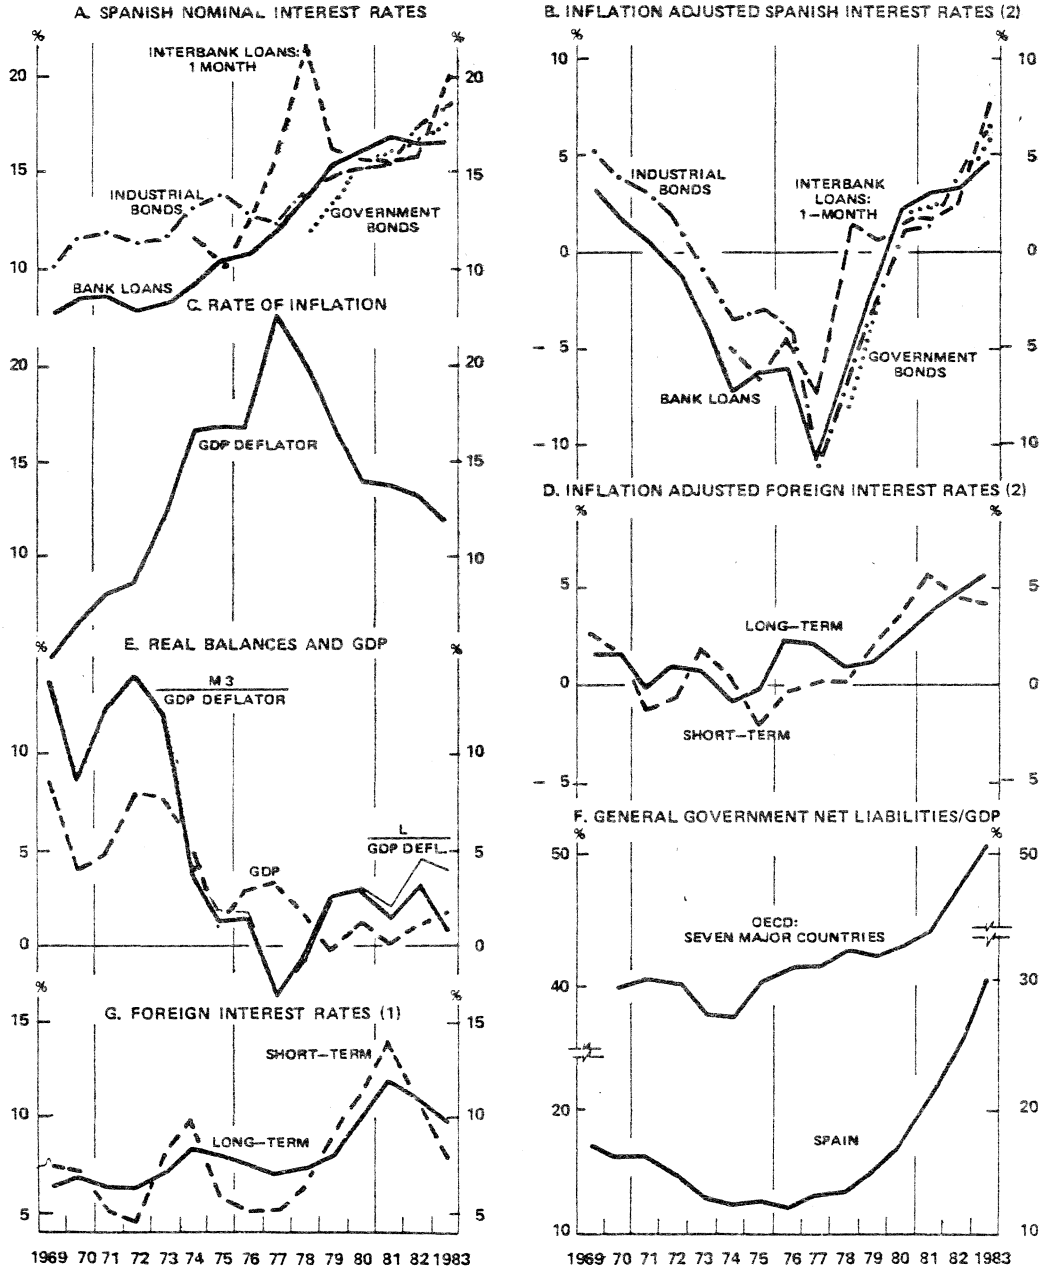 A. SPANISH NOMINAL INTEREST RATES
%
%
20
20
15
15
10
10
INTERBANK LOANS:
1 MONTH
INDUSTRIAL
BONDS
GOVERNMENT
BONDS
BANK LOANS
C. RATE OF INFLATION
20
20
15
15
10
10
GDP DEFLATOR
%
%
E. REAL BALANCES AND GDP
M3
GDP DEFLATOR
10
10
5
5
0
0
GDP
L
GDP DEFL.
%
%
G. FOREIGN INTEREST RATES (1)
15
15
10
10
5
5
4
SHORT-TERM
LONG-TERM
1969 70 71 72 73 74 75 76 77 78 79 80 81 82 1983
B. INFLATION ADJUSTED SPANISH INTEREST RATES (2)
%
%
10
10
5
5
0
0
- 5
- 5
- 10
- 10
INDUSTRIAL
BONDS
INTERBANK
LOANS:
1-MONTH
GOVERNMENT
BONDS
BANK LOANS
D. INFLATION ADJUSTED FOREIGN INTEREST RATES (2)
%
%
5
5
0
0
- 5
- 5
LONG-TERM
SHORT-TERM
F. GENERAL GOVERNMENT NET LIABILITIES/GDP
%
%
50
50
40
30
20
20
10
10
OECD:
SEVEN MAJOR COUNTRIES
SPAIN
1969 70 71 72 73 74 75 76 77 78 79 80 81 82 1983